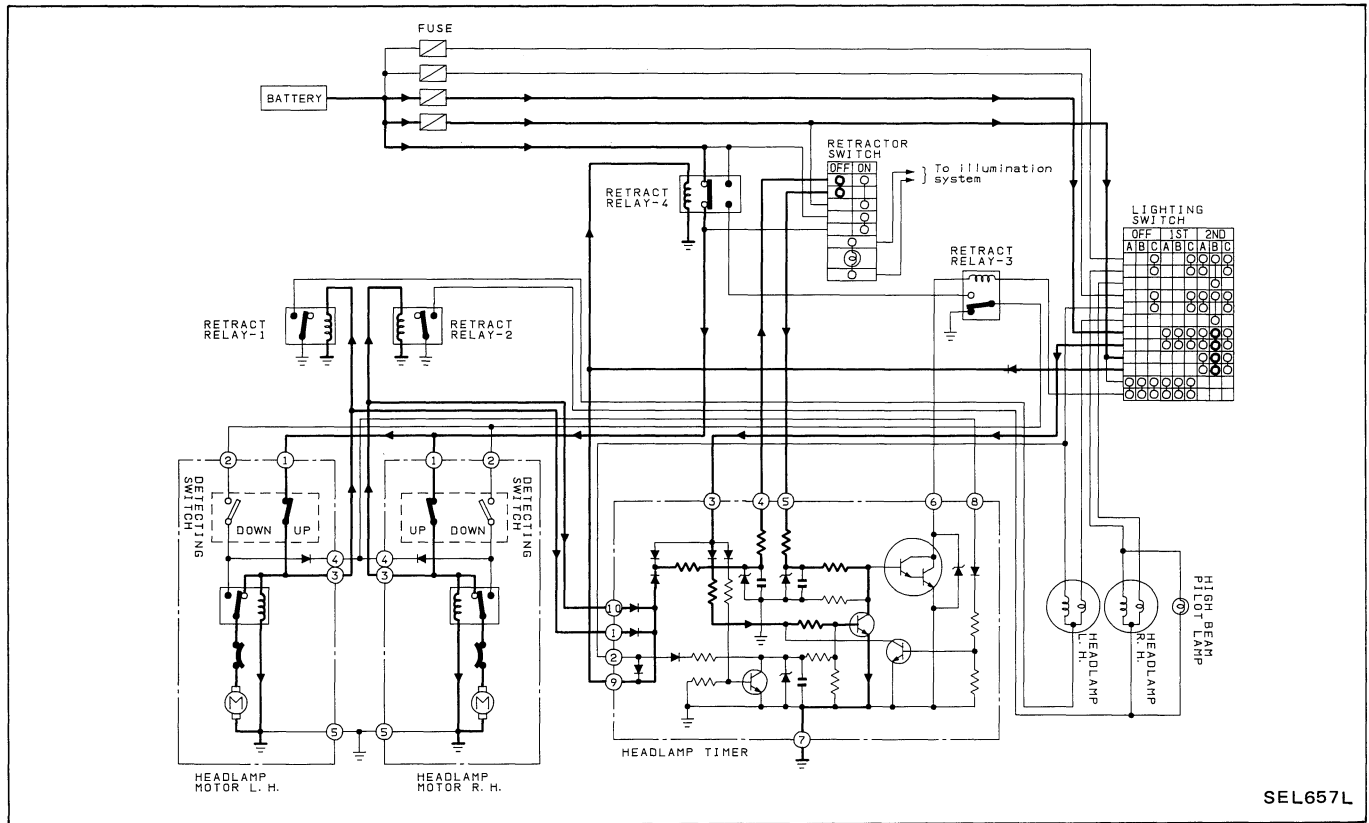 FUSE
BATTERY
RETRACTOR
SWITCH
OFF ON
To illumination
system
RETRACT
RELAY-4
LIGHTING
SWITCH
OFF 1ST 2ND
A B C A B C A B C
RETRACT
RELAY-3
RETRACT
RELAY-1
RETRACT
RELAY-2
2 1 1 2
3 4 5 6 8
DETECTING
SWITCH
DOWN UP
UP DOWN
DETECTING
SWITCH
4 4
3 3
10
1
2
9
M M
5 5
7
HEADLAMP TIMER
HEADLAMP
MOTOR L. H.
HEADLAMP
MOTOR R. H.
HEADLAMP
L. H.
HEADLAMP
R. H.
HIGH BEAM
PILOT LAMP
SEL657L